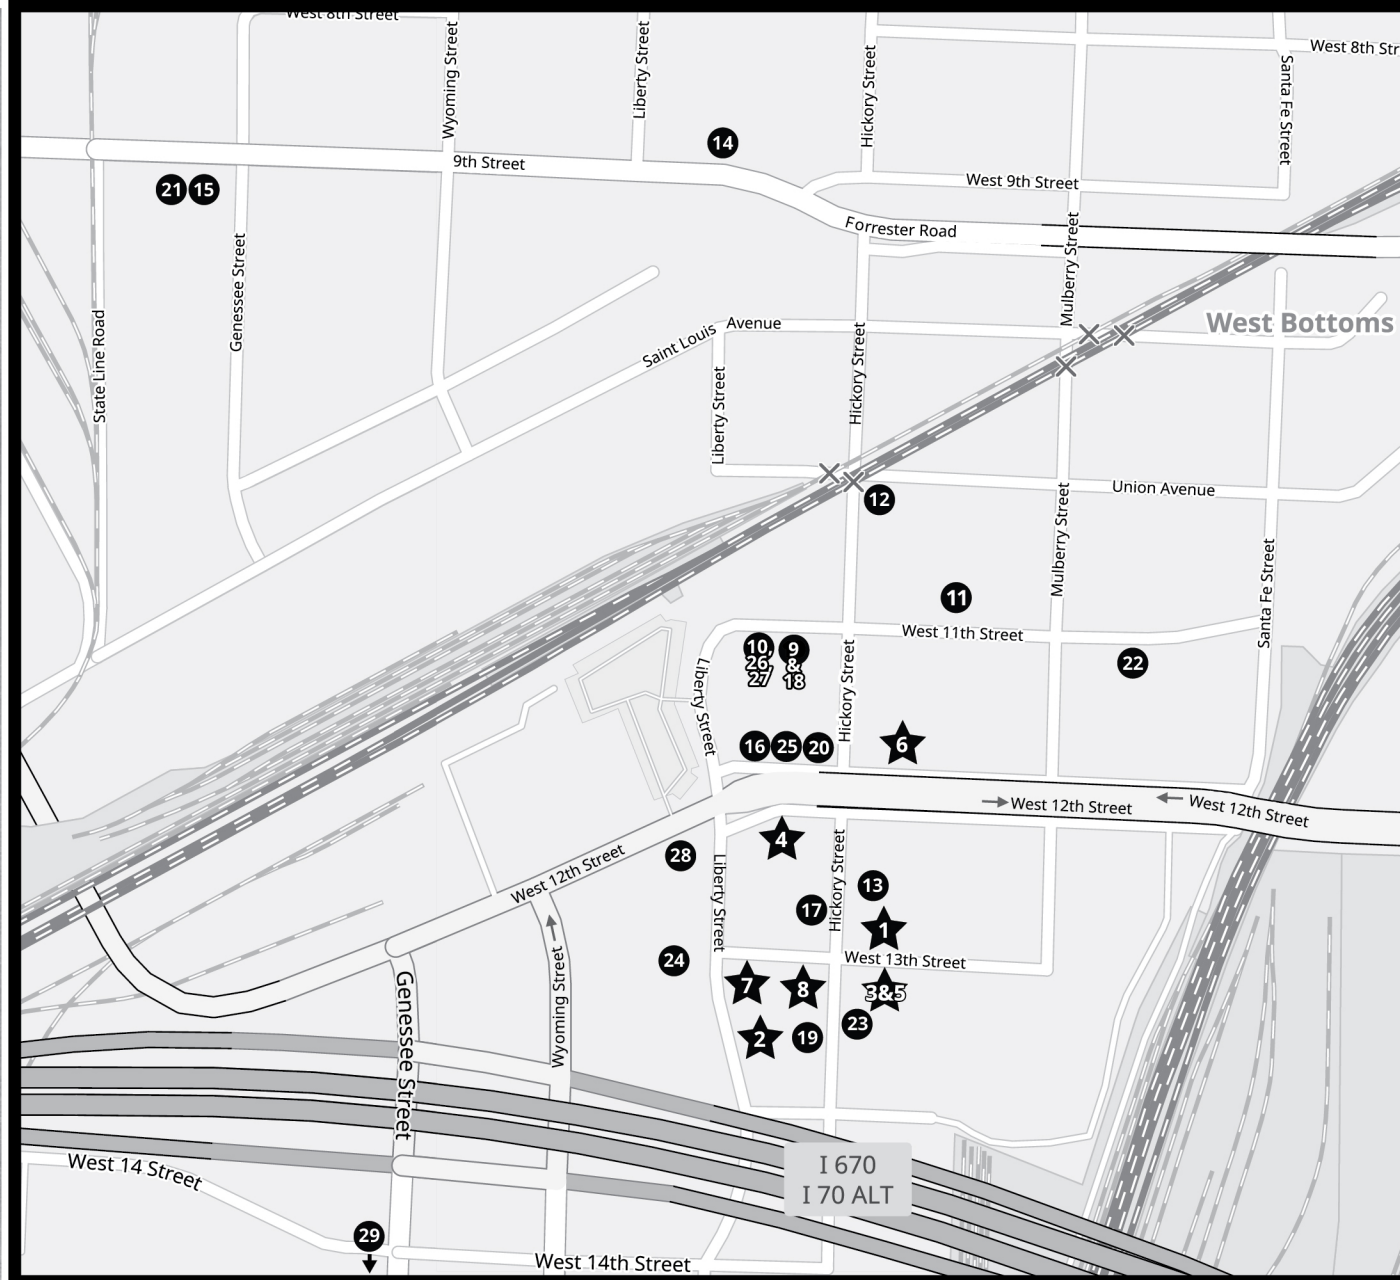 West 8th Street
West 8th Str
Wyoming Street
Liberty Street
Hickory Street
Santa Fe Street
14
9th Street
21 15
West 9th Street
Forrester Road
Mulberry Street
Genessee Street
State Line Road
Saint Louis Avenue
West Bottoms
Hickory Street
Liberty Street
Union Avenue
12
Mulberry Street
Santa Fe Street
11
West 11th Street
10,
26,
27
9
&
18
22
Liberty Street
Hickory Street
16 25 20
6
West 12th Street
West 12th Street
4
28
West 12th Street
Liberty Street
Hickory Street
13
17
1
24
West 13th Street
7
8
3&5
Genessee Street
Wyoming Street
2
19
23
I 670
I 70 ALT
West 14 Street
29
West 14th Street